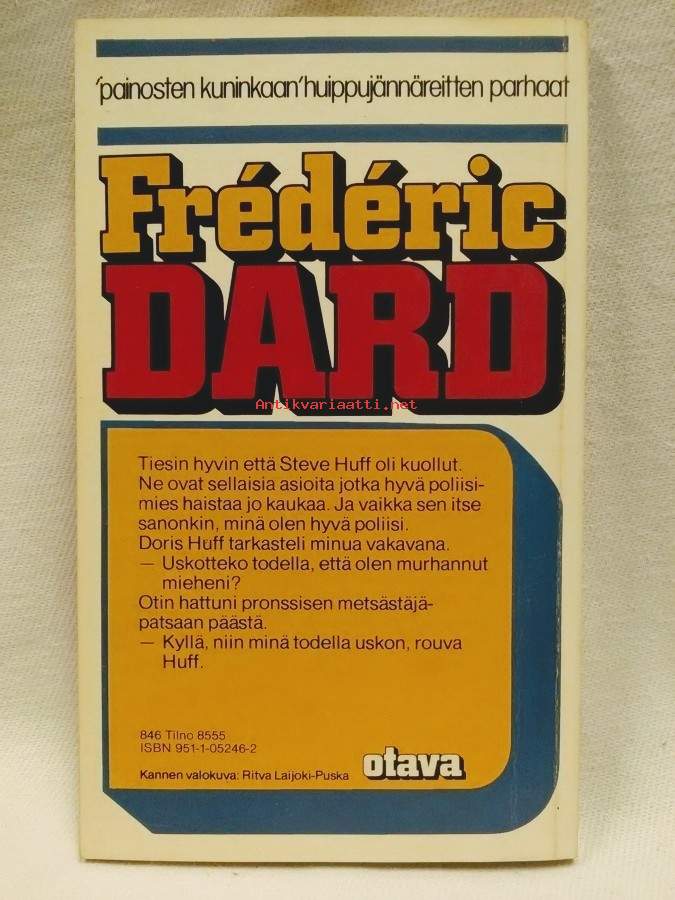 'painosten kuninkaan' huippujännäreitten parhaat
Frédéric
DARD
Antikvariaatti.net
Tiesin hyvin että Steve Huff oli kuollut.
Ne ovat sellaisia asioita jotka hyvä poliisi-
mies haistaa jo kaukaa. Ja vaikka sen itse
sanonkin, minä olen hyvä poliisi.
Doris Huff tarkasteli minua vakavana.
— Uskotteko todella, että olen murhannut
mieheni?
Otin hattuni pronssisen metsästäjä-
patsaan päästä.
— Kyllä, niin minä todella uskon, rouva
Huff.
846 Tilno 8555
ISBN 951-1-05246-2
Kannen valokuva: Ritva Laijoki-Puska
otava